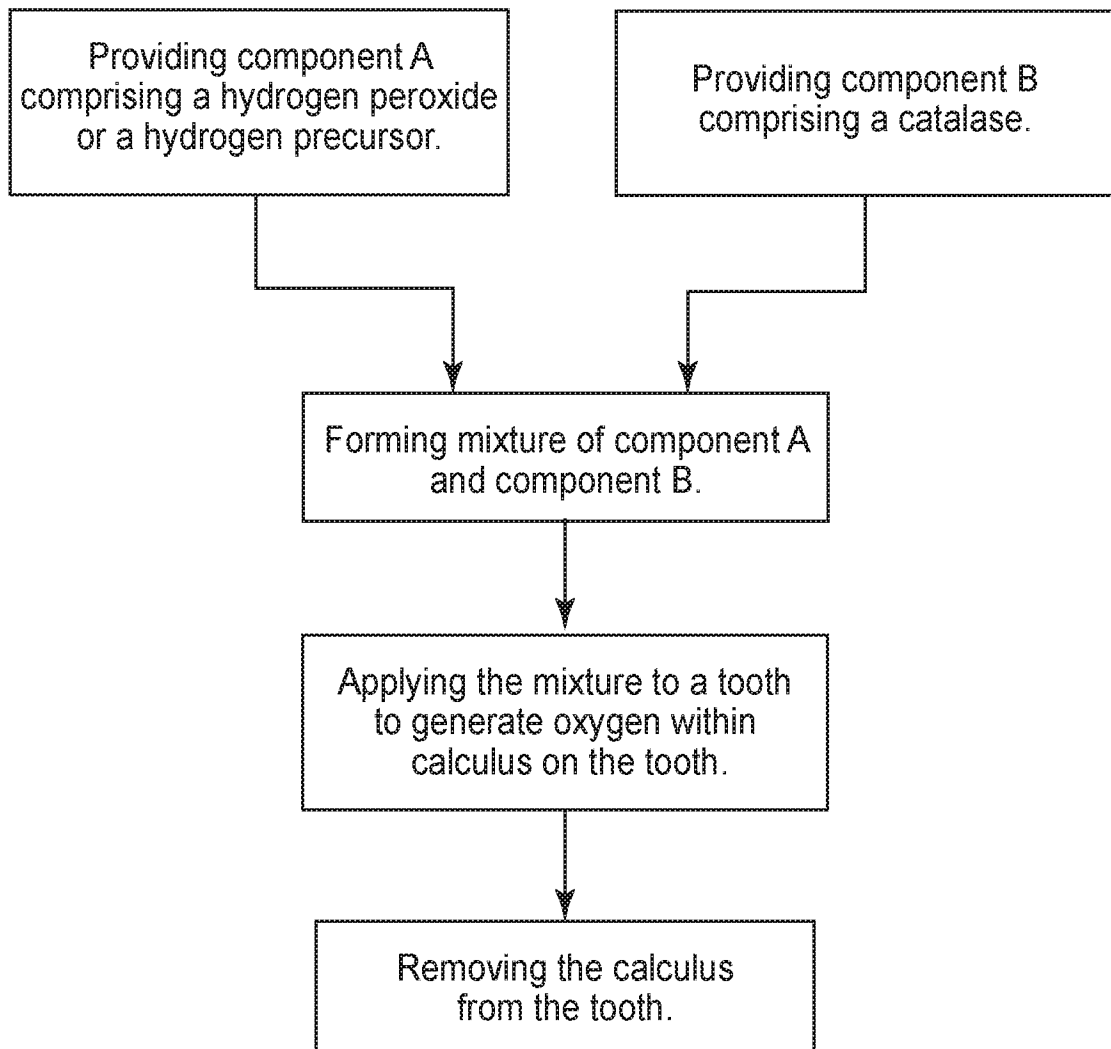 Providing component A
comprising a hydrogen peroxide
or a hydrogen precursor.
Providing component B
comprising a catalase.
Forming mixture of component A
and component B.
Applying the mixture to a tooth
to generate oxygen within
calculus on the tooth.
Removing the calculus
from the tooth.